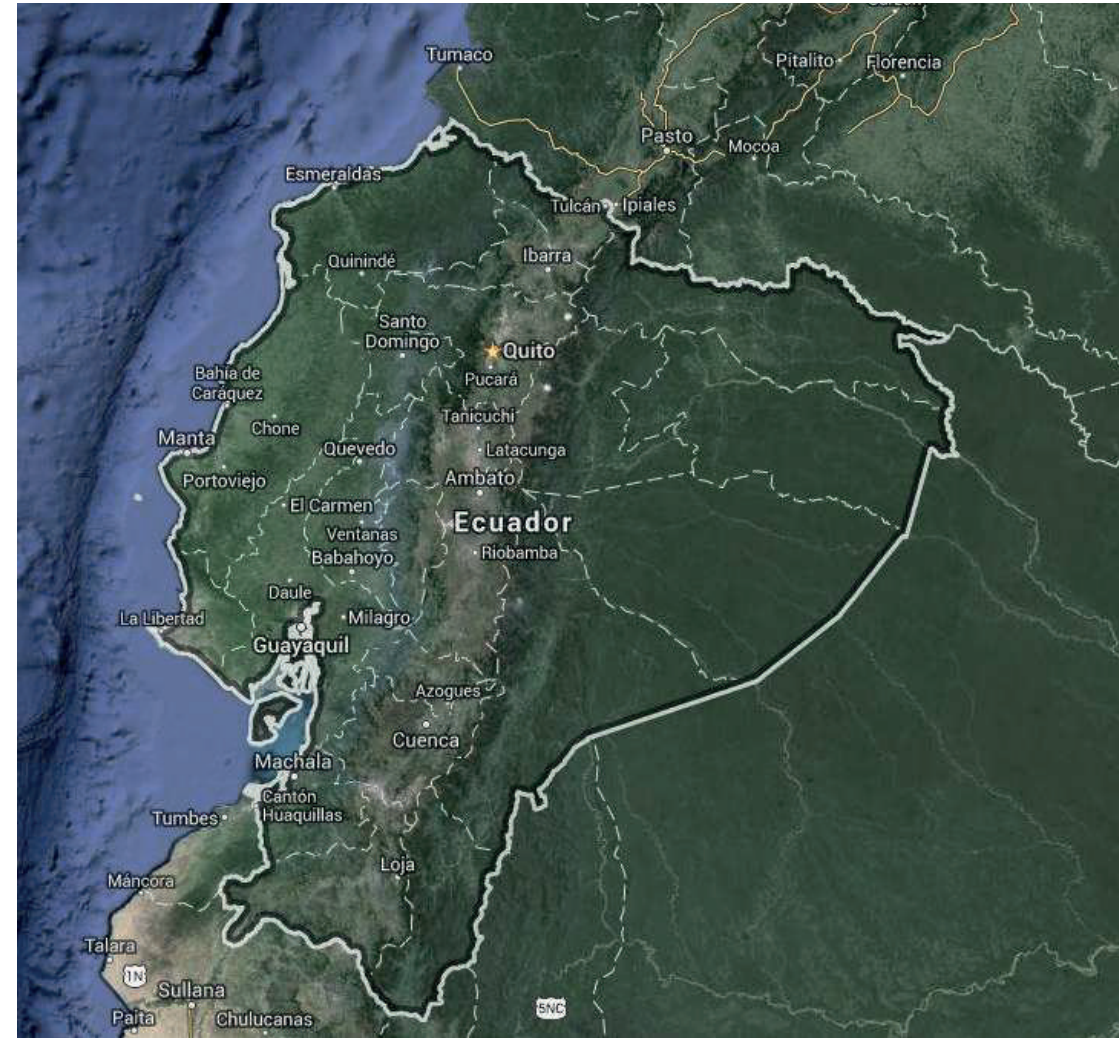 Tumaco
Pitalito
Florencia
Pasto
Mocoa
Esmeraldas
Tulcán
Ipiales
Ibarra
Quinindé
Santo
Domingo
Quito
Bahía de
Caráquez
Pucará
Tanicuchi
Chone
Manta
Quevedo
Latacunga
Portoviejo
Ambato
El Carmen
Ecuador
Ventanas
Babahoyo
Riobamba
Daule
La Libertad
Milagro
Guayaquil
Azogues
Cuenca
Machala
Cantón
Huaquillas
Tumbes
Loja
Máncora
Talara
1N
Sullana
5NC
Paita
Chulucanas